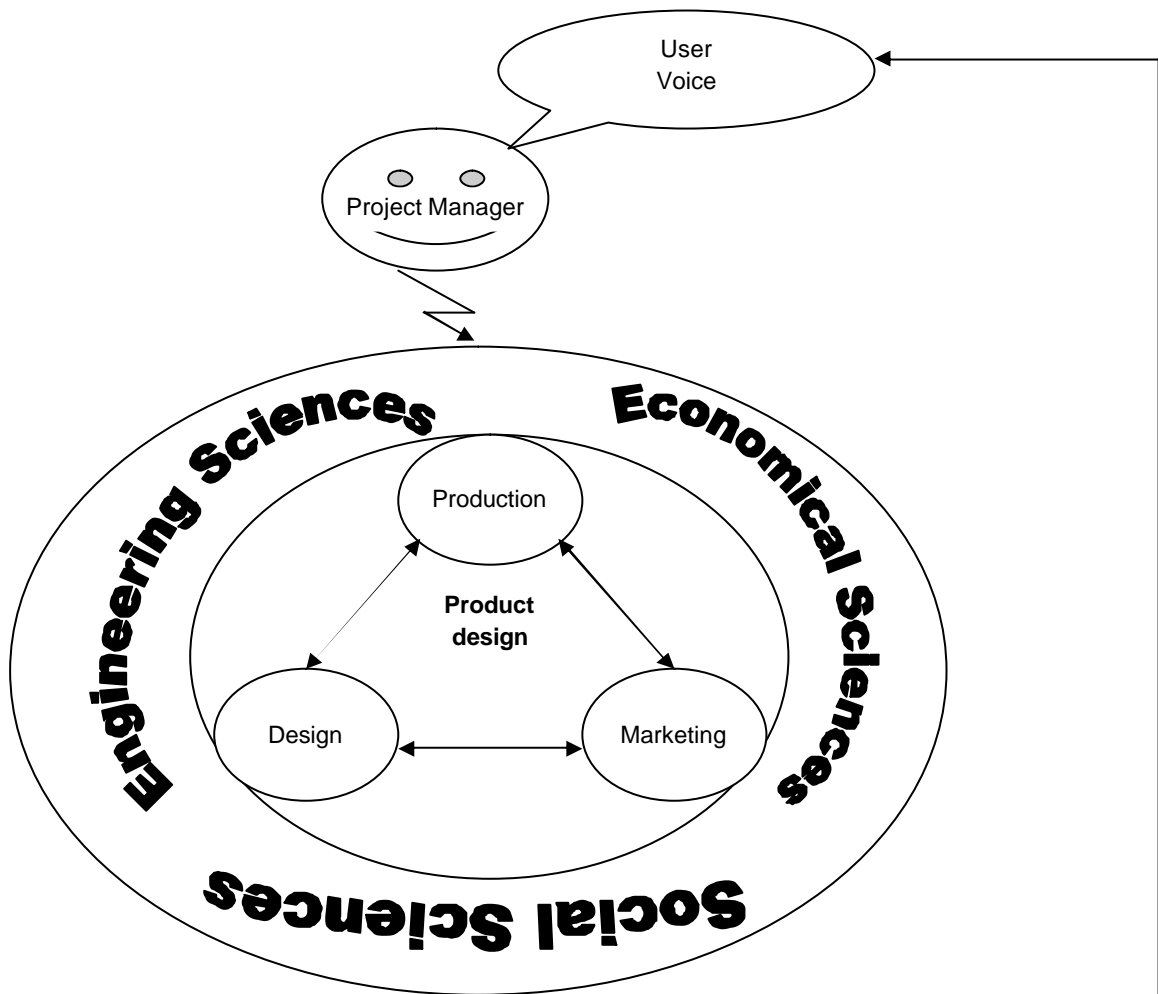 User
Voice
Project Manager
Engineering Sciences
Economical Sciences
Production
Product
design
Design
Marketing
Social Sciences